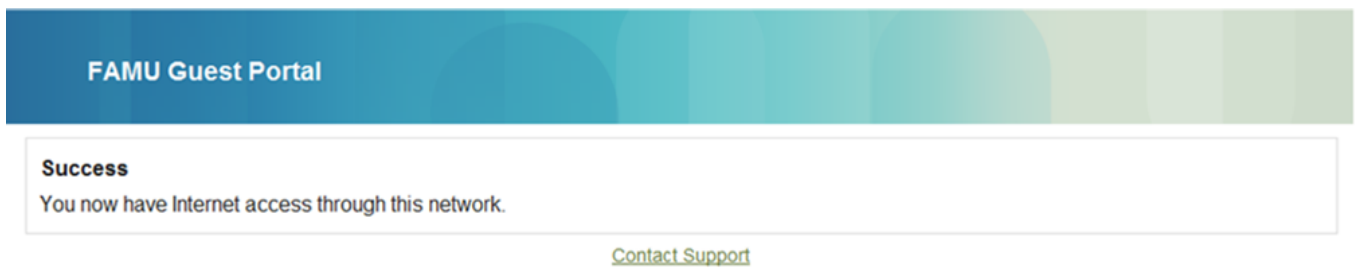 FAMU Guest Portal
Success
You now have Internet access through this network.
Contact Support